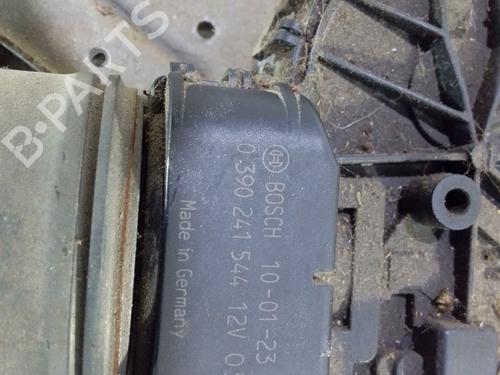 B·PARTS
BOSCH 10-01-23
0 390 241 544 12V
Made in Germany